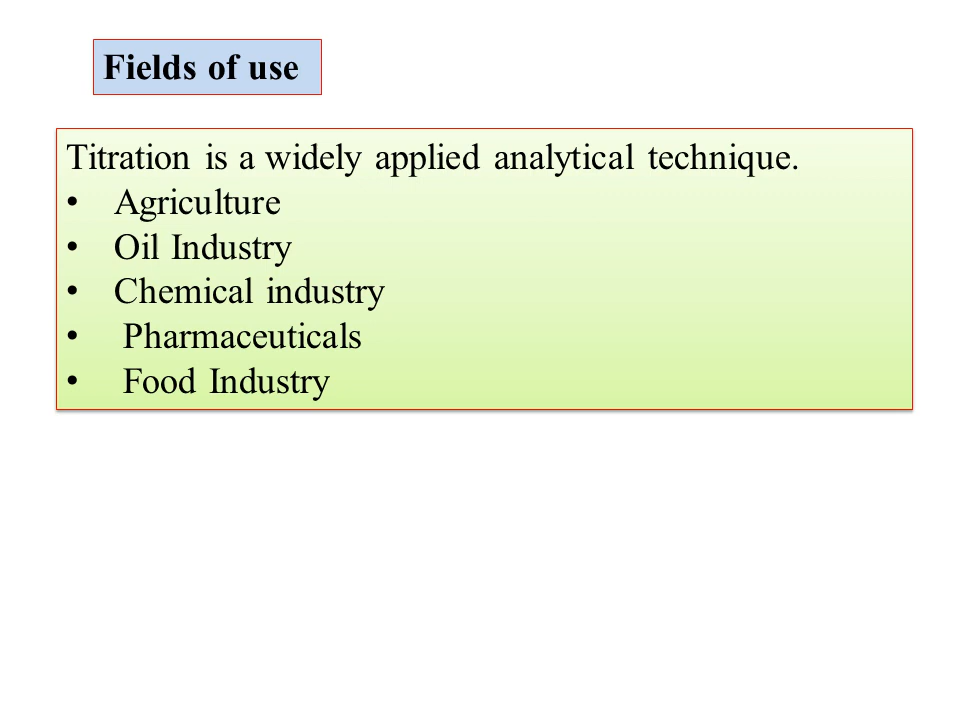 Fields of use
Titration is a widely applied analytical technique.
• Agriculture
• Oil Industry
• Chemical industry
• Pharmaceuticals
• Food Industry